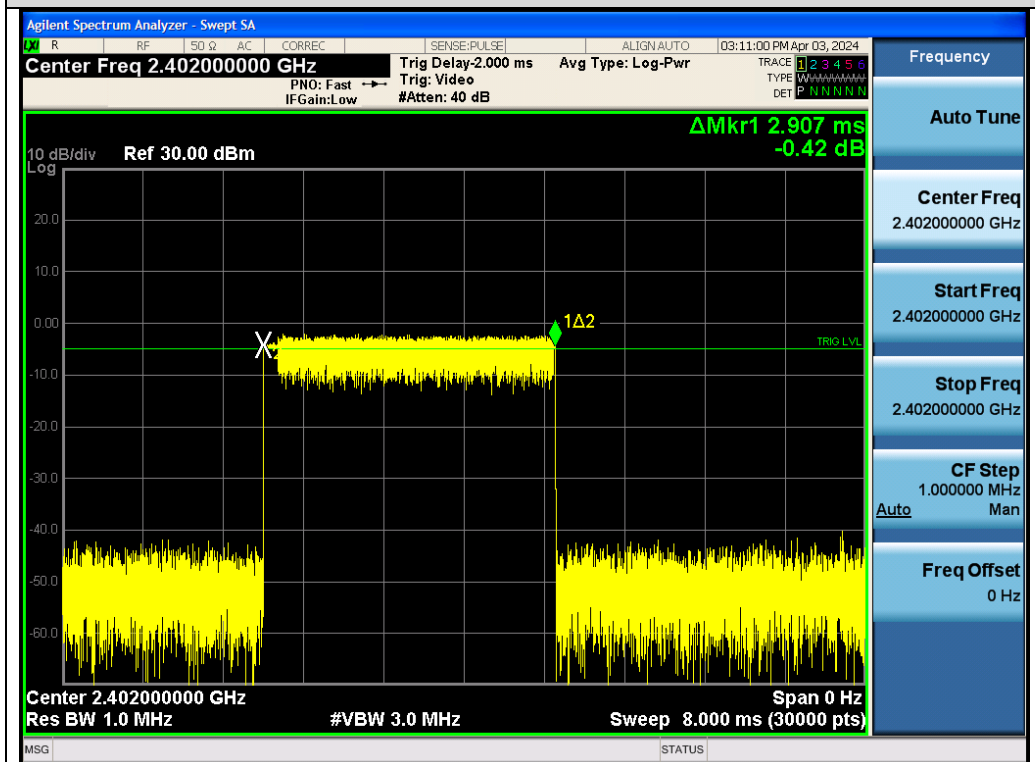 Agilent Spectrum Analyzer - Swept SA
LXI R RF 50 Ω AC CORREC SENSE:PULSE ALIGN AUTO 03:11:00 PM Apr 03, 2024
Center Freq 2.402000000 GHz
PNO: Fast
IFGain:Low
Trig Delay-2.000 ms
Trig: Video
#Atten: 40 dB
Avg Type: Log-Pwr
TRACE 1 2 3 4 5 6
TYPE WWWWWW
DET P N N N N N
ΔMkr1 2.907 ms
-0.42 dB
10 dB/div Ref 30.00 dBm
Log
20.0
10.0
0.00
-10.0
-20.0
-30.0
-40.0
-50.0
-60.0
1Δ2
TRIG LVL
Center 2.402000000 GHz Span 0 Hz
Res BW 1.0 MHz #VBW 3.0 MHz Sweep 8.000 ms (30000 pts)
MSG STATUS
Frequency
Auto Tune
Center Freq
2.402000000 GHz
Start Freq
2.402000000 GHz
Stop Freq
2.402000000 GHz
CF Step
1.000000 MHz
Auto Man
Freq Offset
0 Hz